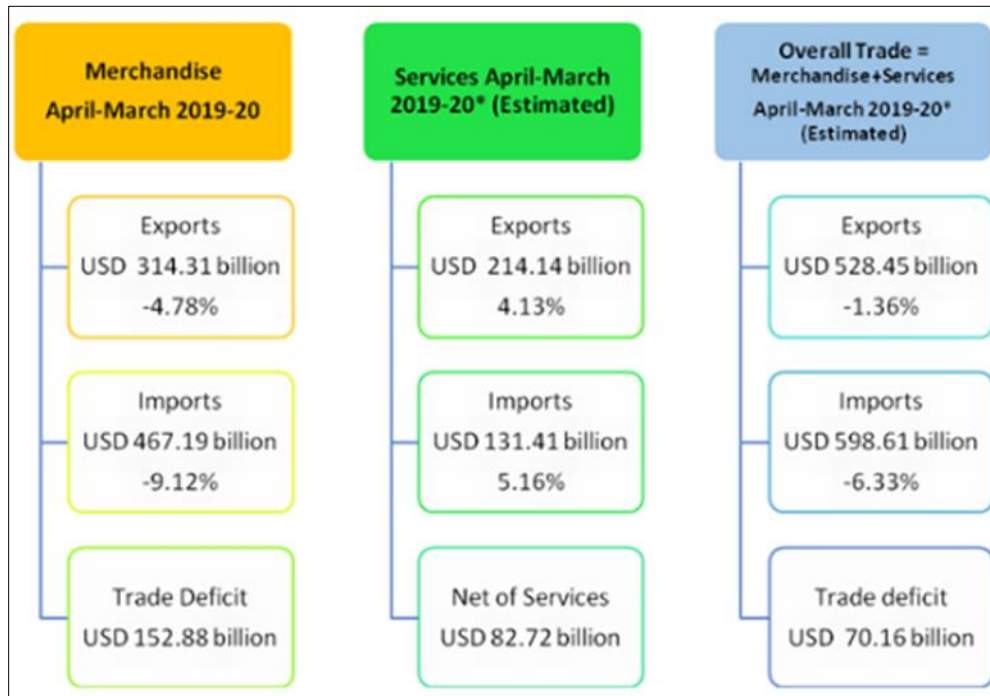 Merchandise
April-March 2019-20
Exports
USD 314.31 billion
-4.78%
Imports
USD 467.19 billion
-9.12%
Trade Deficit
USD 152.88 billion
Services April-March
2019-20* (Estimated)
Exports
USD 214.14 billion
4.13%
Imports
USD 131.41 billion
5.16%
Net of Services
USD 82.72 billion
Overall Trade =
Merchandise+Services
April-March 2019-20*
(Estimated)
Exports
USD 528.45 billion
-1.36%
Imports
USD 598.61 billion
-6.33%
Trade deficit
USD 70.16 billion